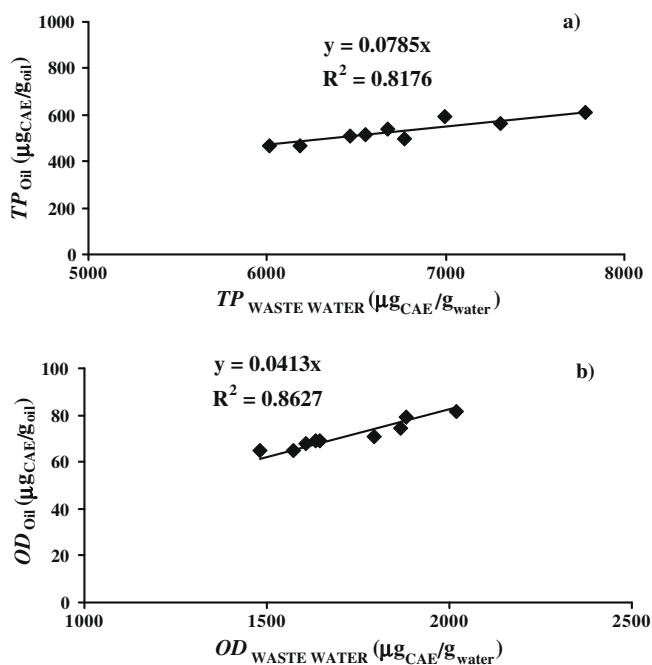 a)
y = 0.0785x
R² = 0.8176
1000
800
600
400
200
0
5000 6000 7000 8000
TP Oil (μgCAE/goil)
TP WASTE WATER (μgCAE/gwater)
b)
y = 0.0413x
R² = 0.8627
100
80
60
40
20
0
1000 1500 2000 2500
OD Oil (μgCAE/goil)
OD WASTE WATER (μgCAE/gwater)